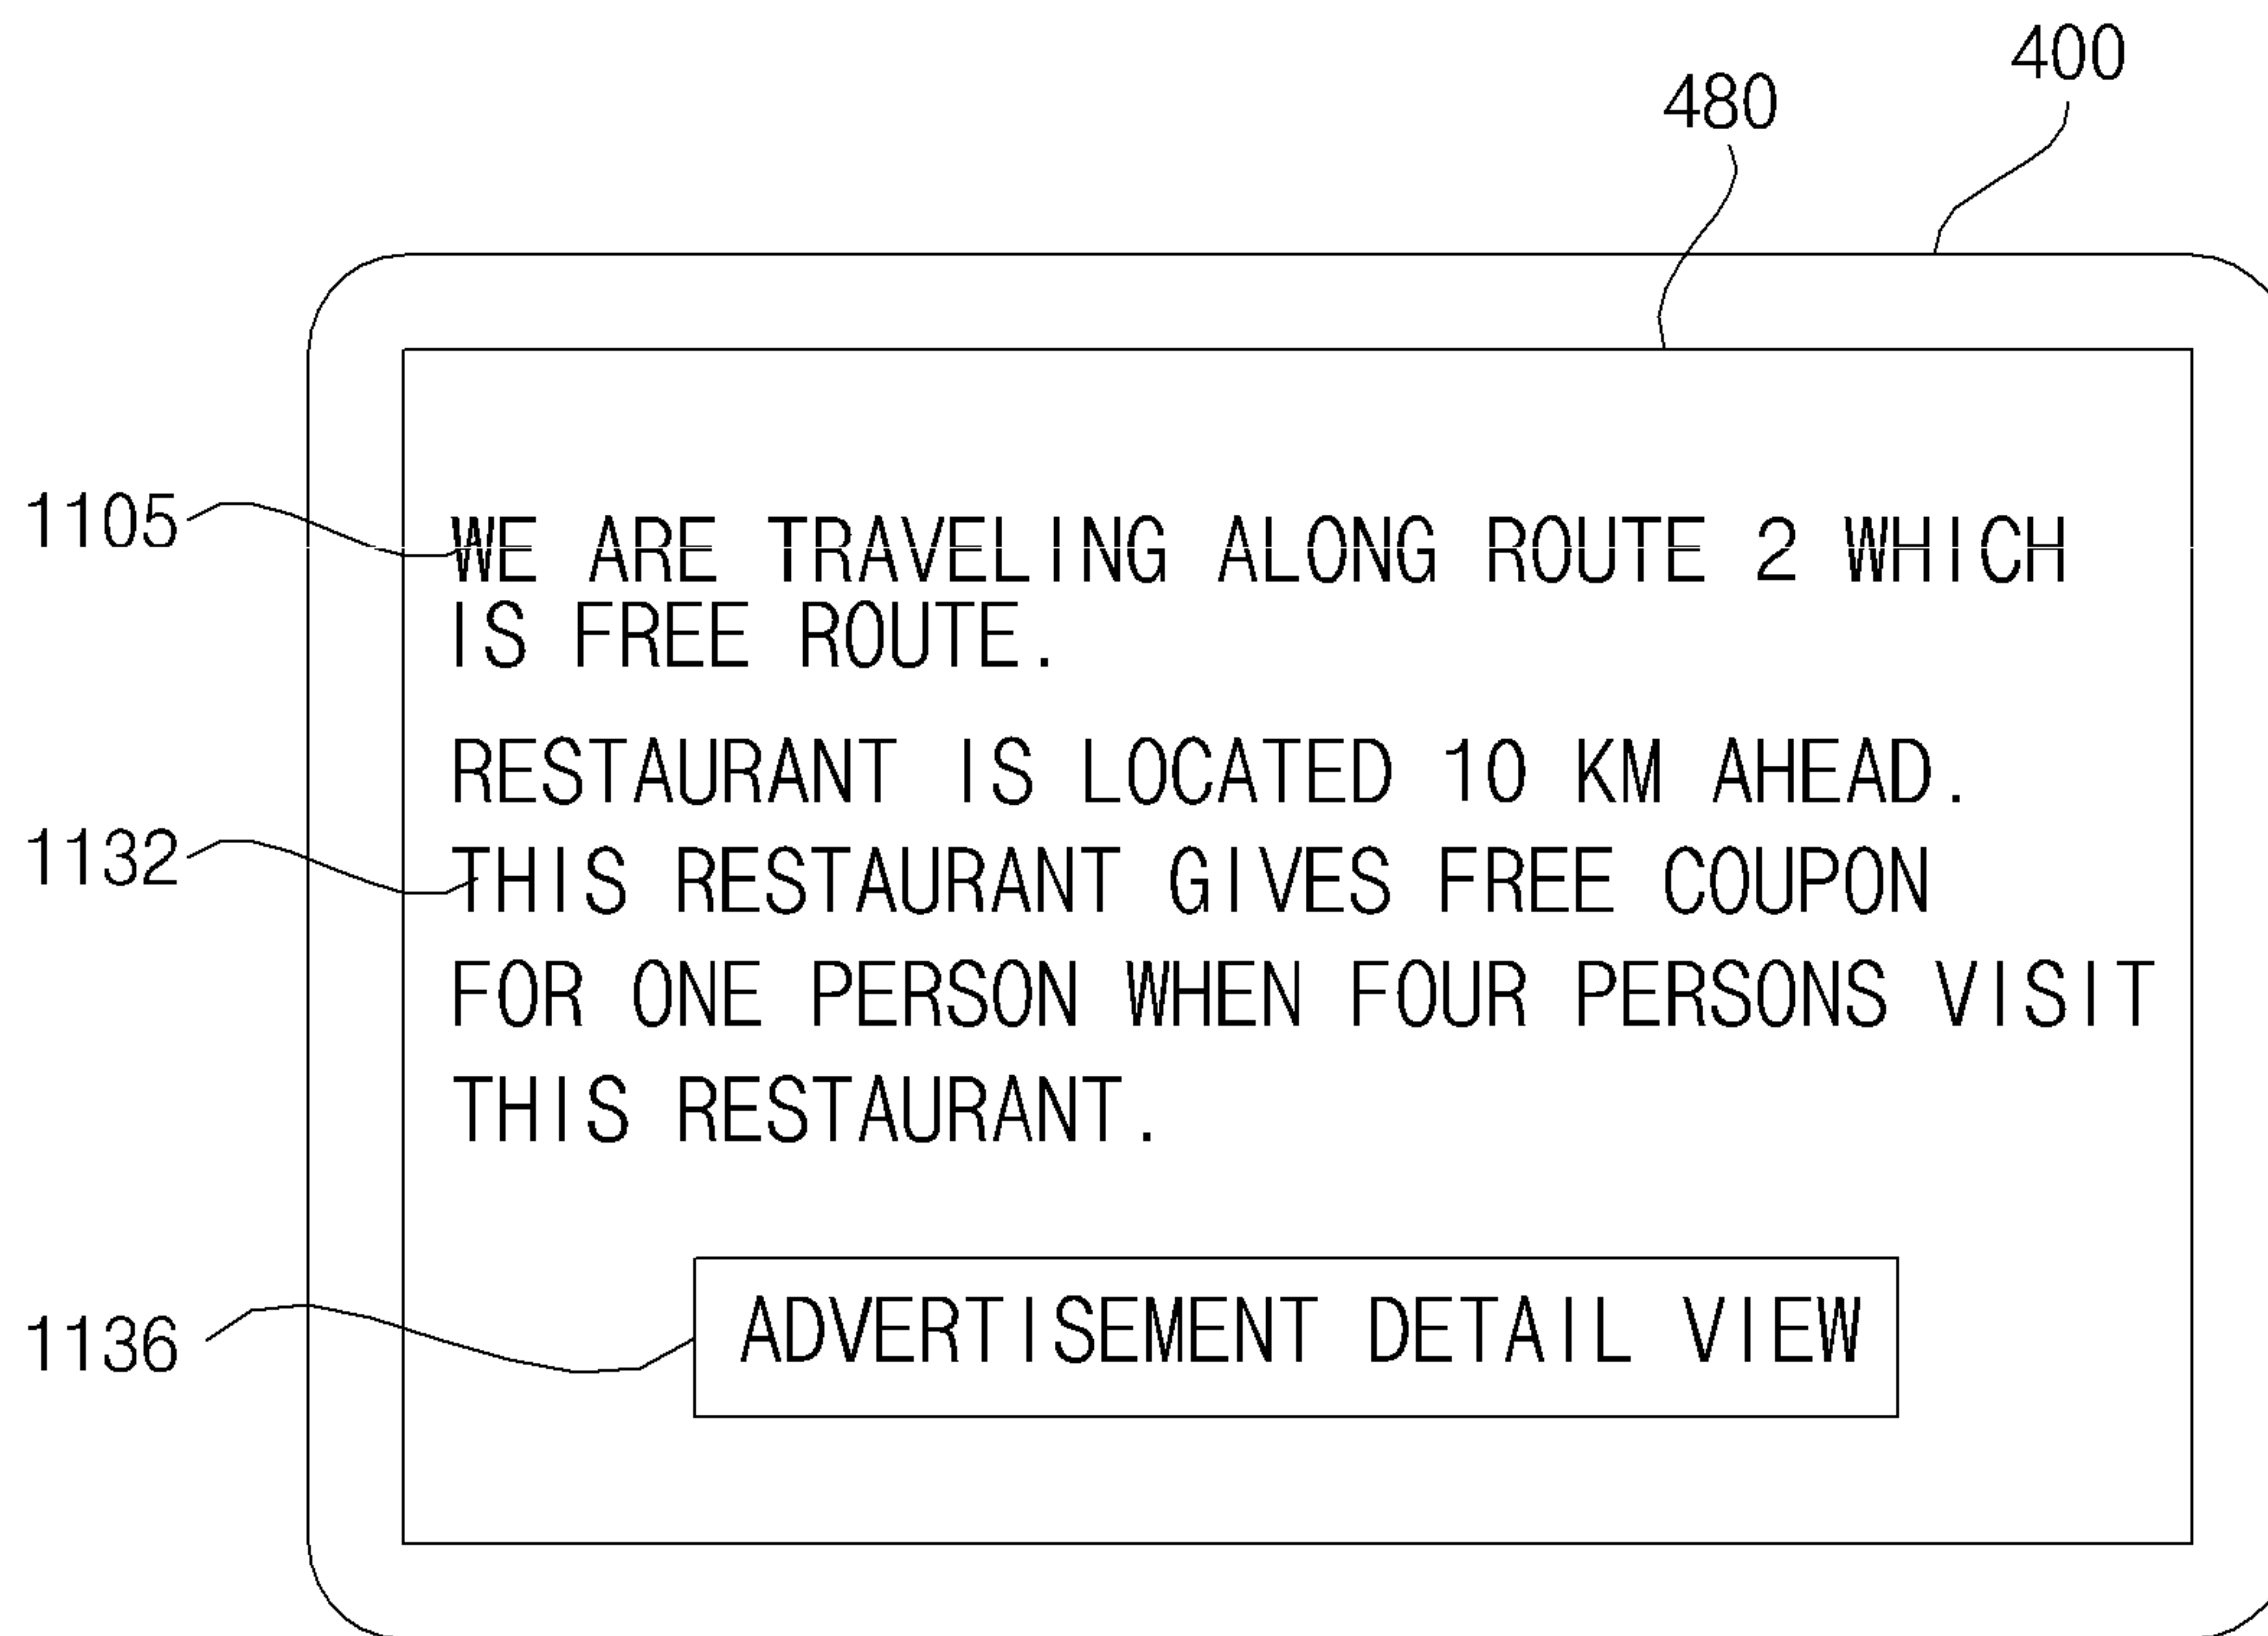 400
480
1105
WE ARE TRAVELING ALONG ROUTE 2 WHICH
IS FREE ROUTE.
RESTAURANT IS LOCATED 10 KM AHEAD.
1132
THIS RESTAURANT GIVES FREE COUPON
FOR ONE PERSON WHEN FOUR PERSONS VISIT
THIS RESTAURANT.
1136
ADVERTISEMENT DETAIL VIEW